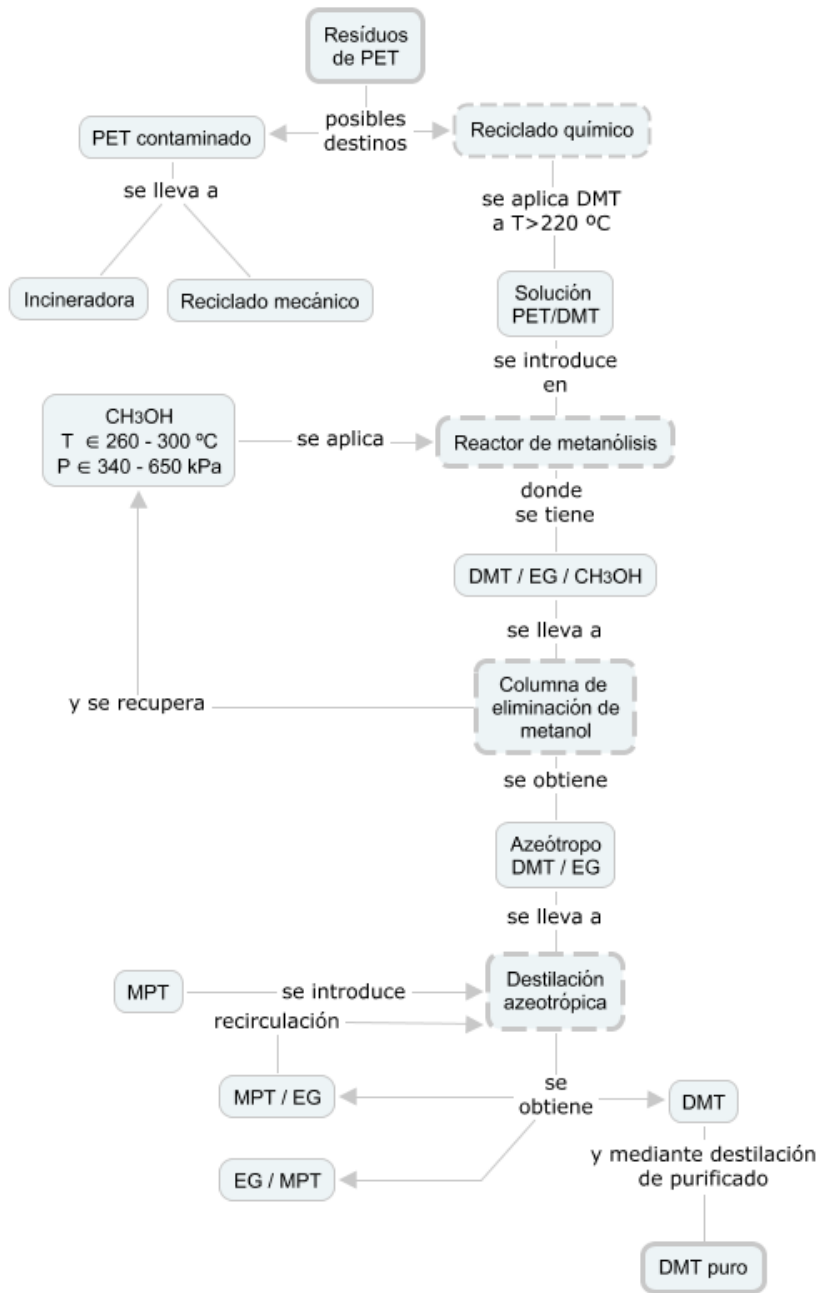 Resíduos
de PET
posibles
destinos
PET contaminado
Reciclado químico
se lleva a
se aplica DMT
a T>220 ºC
Incineradora
Reciclado mecánico
Solución
PET/DMT
se introduce
en
CH3OH
T ∈ 260 - 300 ºC
P ∈ 340 - 650 kPa
se aplica
Reactor de metanólisis
donde
se tiene
DMT / EG / CH3OH
se lleva a
Columna de
eliminación de
metanol
y se recupera
se obtiene
Azeótropo
DMT / EG
se lleva a
MPT
se introduce
Destilación
azeotrópica
recirculación
se
obtiene
MPT / EG
DMT
EG / MPT
y mediante destilación
de purificado
DMT puro